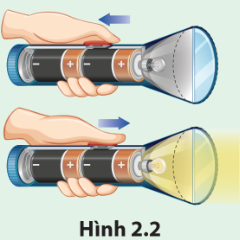 − + − +
− + − +
Hình 2.2